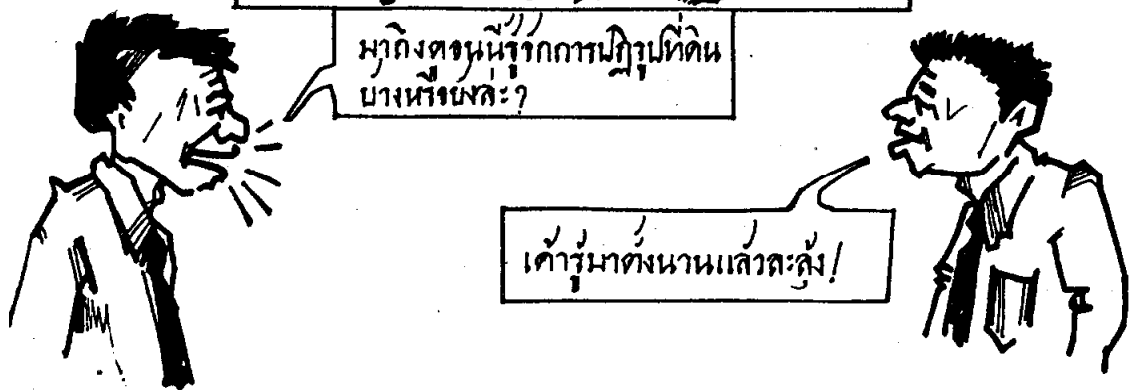 มาถึงตอนนี้รู้จักการปฏิรูปที่ดิน
บ้างหรือยังล่ะ?
เค้ารู้มาตั้งนานแล้วละลุง!